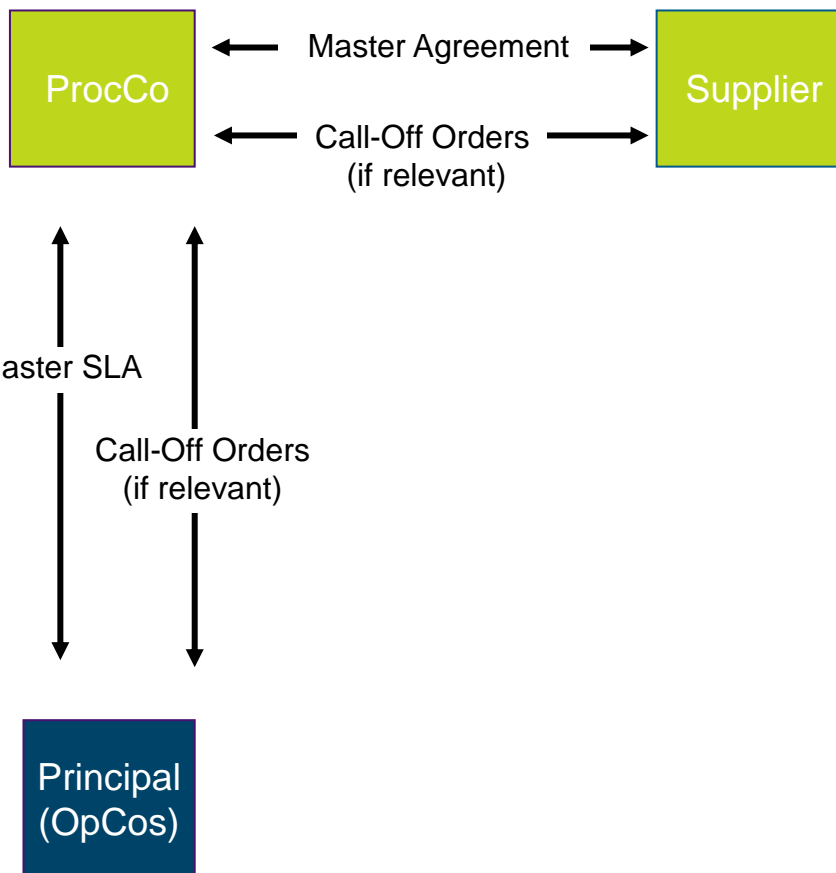 ProcCo
Master Agreement
Supplier
Call-Off Orders
(if relevant)
aster SLA
Call-Off Orders
(if relevant)
Principal
(OpCos)